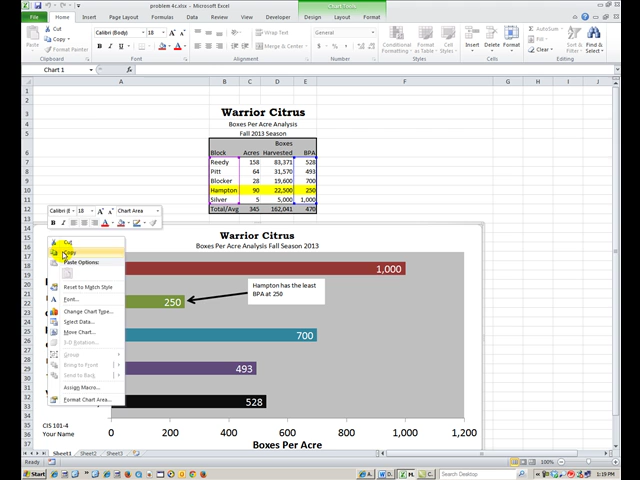 problem 4.xlsx - Microsoft Excel
Chart Tools
File Home Insert Page Layout Formulas Data Review View Design Layout Format
Cut
Copy
Format Painter
Clipboard
Calibri (Body) 18
Font
Wrap Text
Merge & Center
Alignment
General
Number
Conditional Formatting
Format as Table
Cell Styles
Styles
Insert Delete Format
Cells
AutoSum
Fill
Clear
Sort & Filter
Find & Select
Editing
Chart 1
A B C D E F G H I J
Warrior Citrus
Boxes Per Acre Analysis
Fall 2013 Season
Boxes
Block Acres Harvested BPA
Reedy 158 83,371 528
Pitt 64 31,570 493
Blocker 28 19,600 700
Hampton 90 22,500 250
Silver 5 5,000 1,000
Total/Avg 345 162,041 470
Calibri (B 18 Chart Area
Cut
Copy
Paste Options:
Reset to Match Style
Font...
Change Chart Type...
Select Data...
Move Chart...
3-D Rotation...
Group
Bring to Front
Send to Back
Assign Macro...
Format Chart Area...
Warrior Citrus
Boxes Per Acre Analysis Fall 2013 Season
1,000
Hampton has the least
BPA at 250
250
700
493
528
0 200 400 600 800 1,000 1,200
Boxes Per Acre
CIS 101-4
Your Name
Sheet1 Sheet2 Sheet3
Ready
100%
Start
Search Desktop
1:19 PM